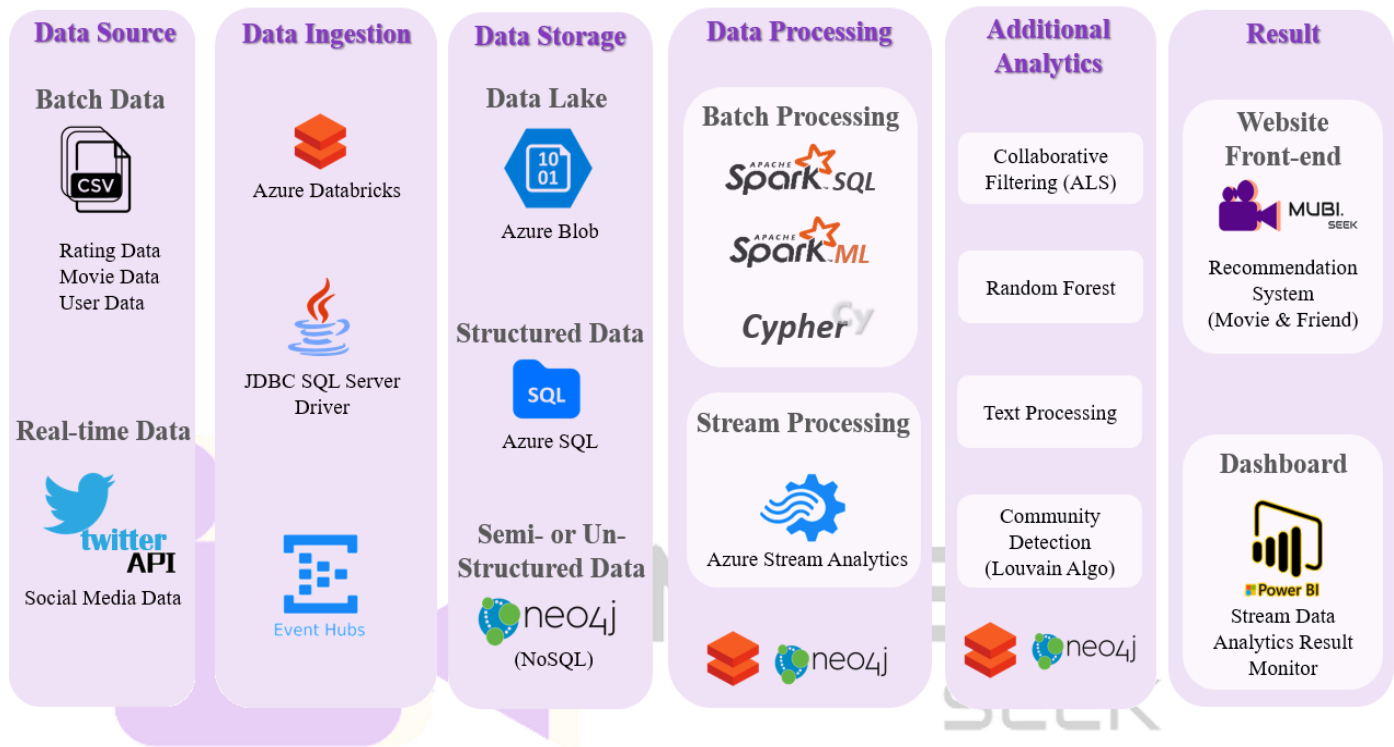 Data Source
Batch Data
CSV
Rating Data
Movie Data
User Data
Real-time Data
twitter
API
Social Media Data
Data Ingestion
Azure Databricks
JDBC SQL Server
Driver
Event Hubs
Data Storage
Data Lake
10
01
Azure Blob
Structured Data
SQL
Azure SQL
Semi- or Un-
Structured Data
neo4j
(NoSQL)
Data Processing
Batch Processing
APACHE
Spark SQL
APACHE
Spark ML
Cypher
Cy
Stream Processing
Azure Stream Analytics
neo4j
Additional
Analytics
Collaborative
Filtering (ALS)
Random Forest
Text Processing
Community
Detection
(Louvain Algo)
neo4j
Result
Website
Front-end
MUBI.
SEEK
Recommendation
System
(Movie & Friend)
Dashboard
Power BI
Stream Data
Analytics Result
Monitor
SEEK